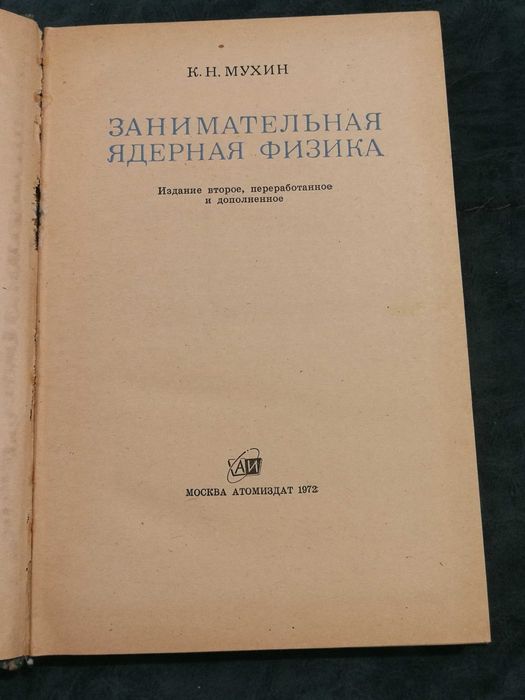 К. Н. МУХИН
ЗАНИМАТЕЛЬНАЯ
ЯДЕРНАЯ ФИЗИКА
Издание второе, переработанное
и дополненное
АИ
МОСКВА АТОМИЗДАТ 1972